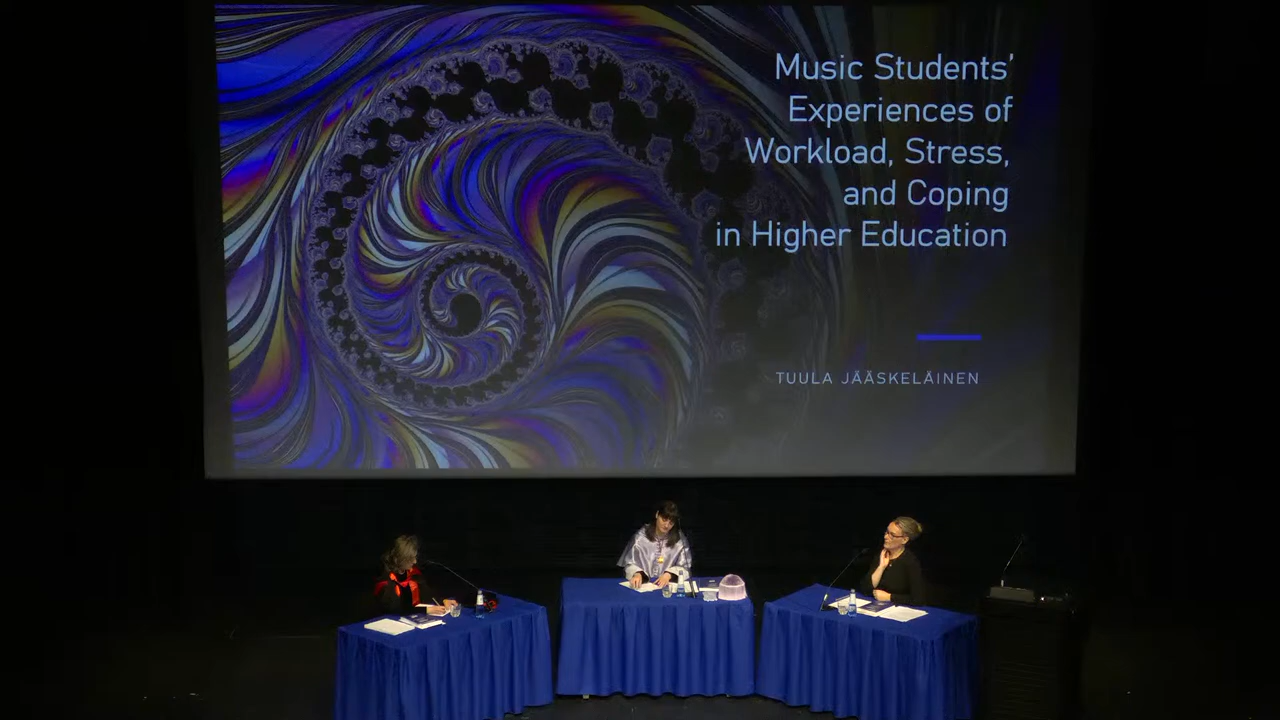 Music Students'
Experiences of
Workload, Stress,
and Coping
in Higher Education
TUULA JÄÄSKELÄINEN